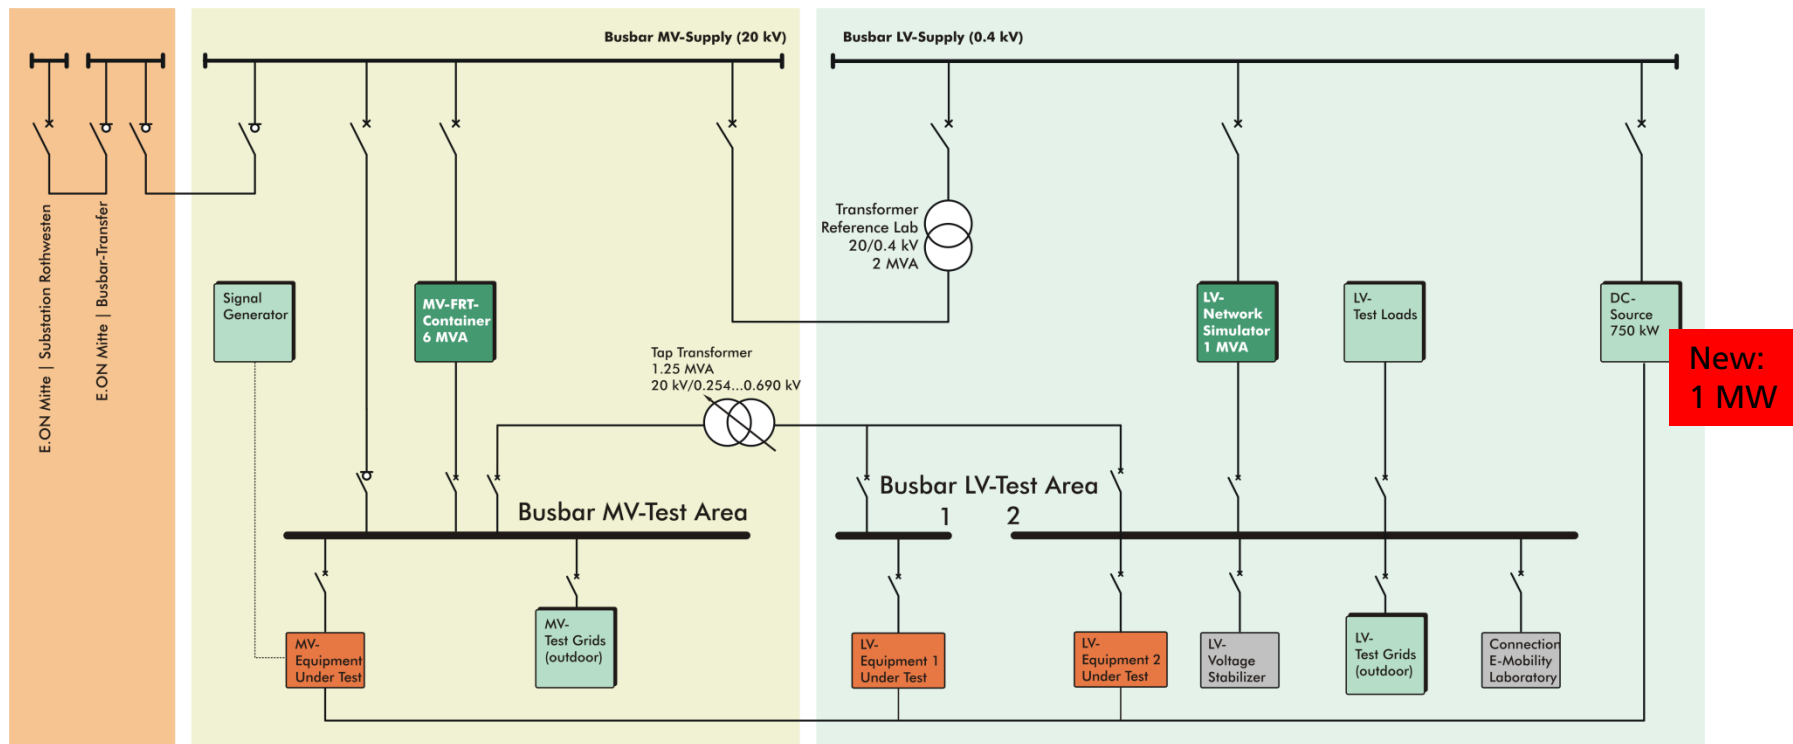 Busbar MV-Supply (20 kV)
Busbar LV-Supply (0.4 kV)
E.ON Mitte | Substation Rothwesten
E.ON Mitte | Busbar-Transfer
Transformer
Reference Lab
20/0.4 kV
2 MVA
Signal
Generator
MV-FRT-
Container
6 MVA
LV-
Network
Simulator
1 MVA
LV-
Test Loads
DC-
Source
750 kW
New:
1 MW
Tap Transformer
1.25 MVA
20 kV/0.254...0.690 kV
Busbar MV-Test Area
Busbar LV-Test Area
1
2
MV-
Equipment
Under Test
MV-
Test Grids
(outdoor)
LV-
Equipment 1
Under Test
LV-
Equipment 2
Under Test
LV-
Voltage
Stabilizer
LV-
Test Grids
(outdoor)
Connection
E-Mobility
Laboratory